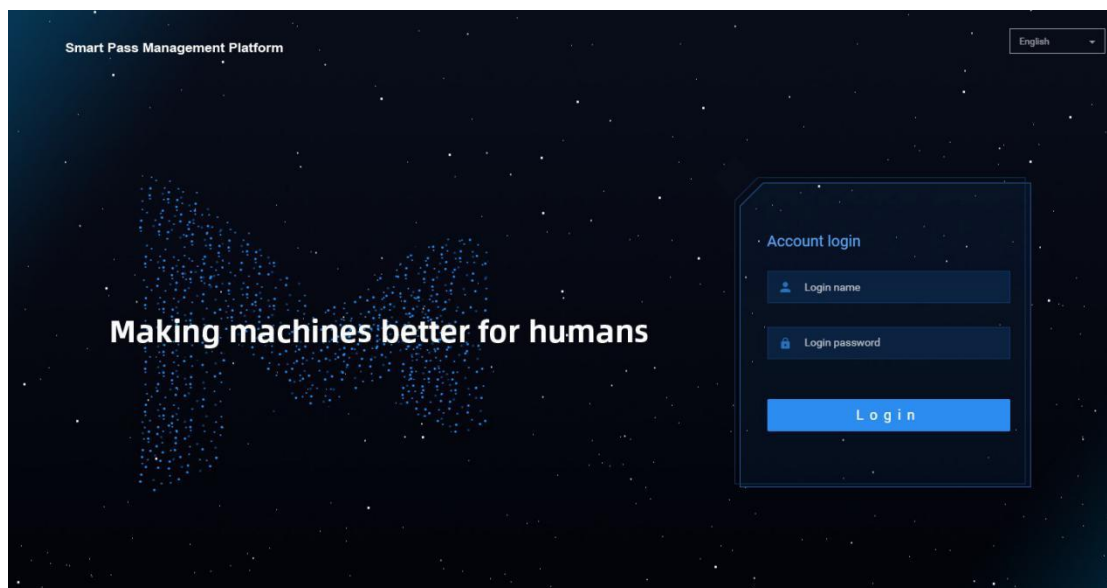 Smart Pass Management Platform
English
Making machines better for humans
Account login
Login name
Login password
Login